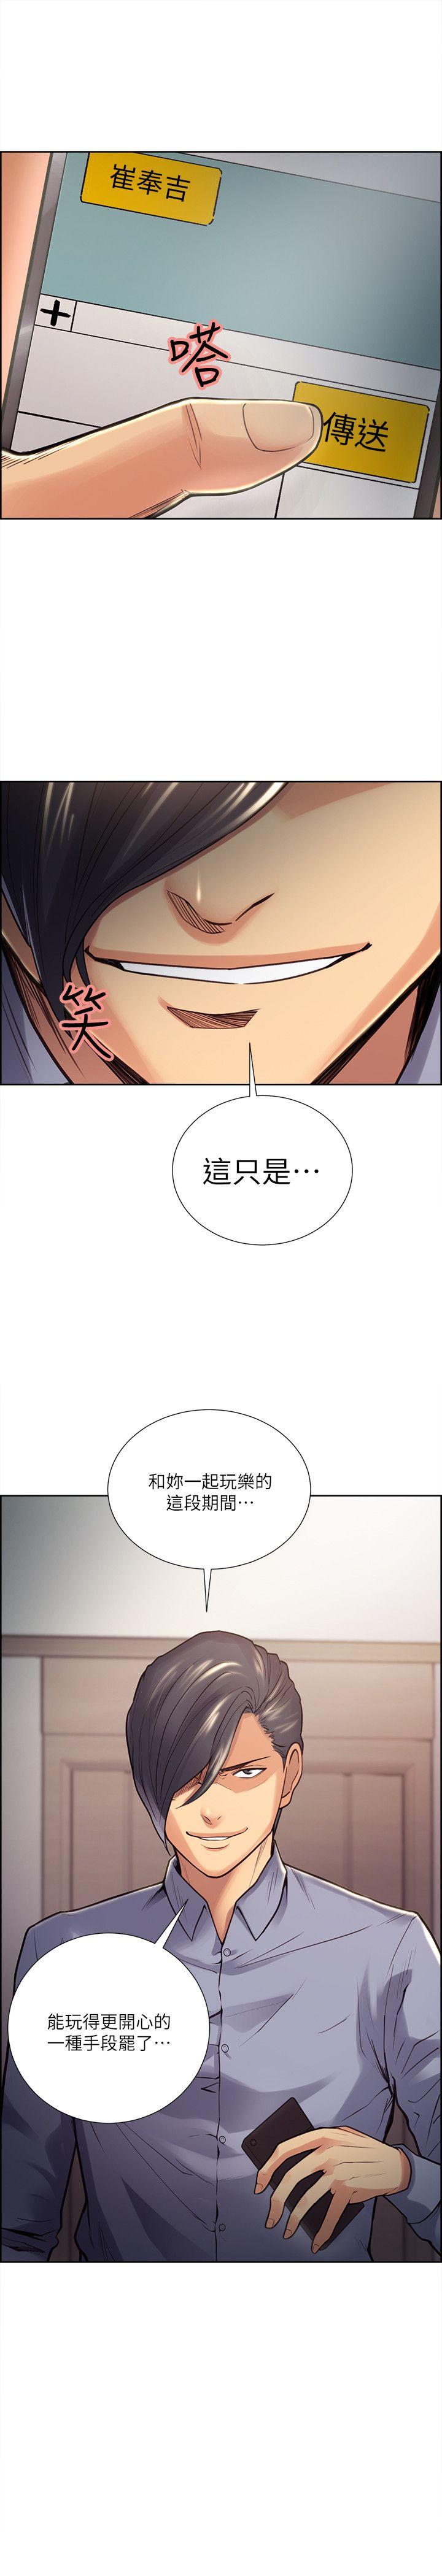 崔奉吉
嗒
傳送
笑
這只是…
和妳一起玩樂的
這段期間…
能玩得更開心的
一種手段罷了…